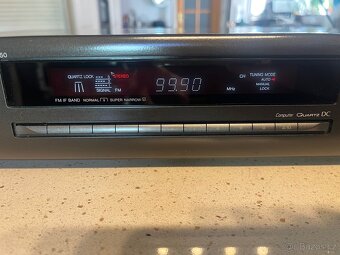 50
QUARTZ LOCK STEREO
SIGNAL FM
99.90
MHz
CH
TUNING MODE
AUTO
MANUAL
LOCK
FM IF BAND NORMAL SUPER NARROW
Computer QUARTZ DC